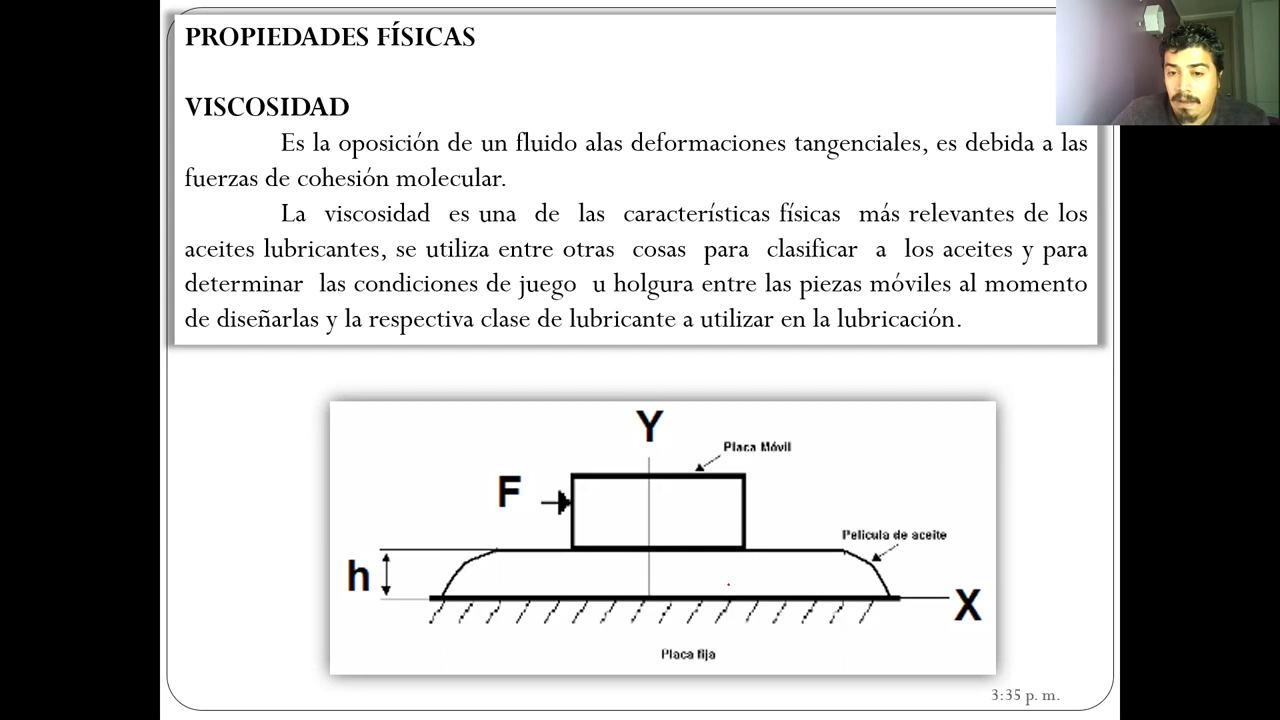 PROPIEDADES FÍSICAS
VISCOSIDAD
Es la oposición de un fluido alas deformaciones tangenciales, es debida a las
fuerzas de cohesión molecular.
La viscosidad es una de las características físicas más relevantes de los
aceites lubricantes, se utiliza entre otras cosas para clasificar a los aceites y para
determinar las condiciones de juego u holgura entre las piezas móviles al momento
de diseñarlas y la respectiva clase de lubricante a utilizar en la lubricación.
Y
Placa Móvil
F
Pelicula de aceite
h
X
Placa fija
3:35 p. m.